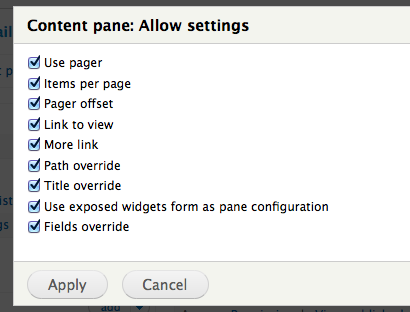 Content pane: Allow settings
Use pager
Items per page
Pager offset
Link to view
More link
Path override
Title override
Use exposed widgets form as pane configuration
Fields override
Apply
Cancel